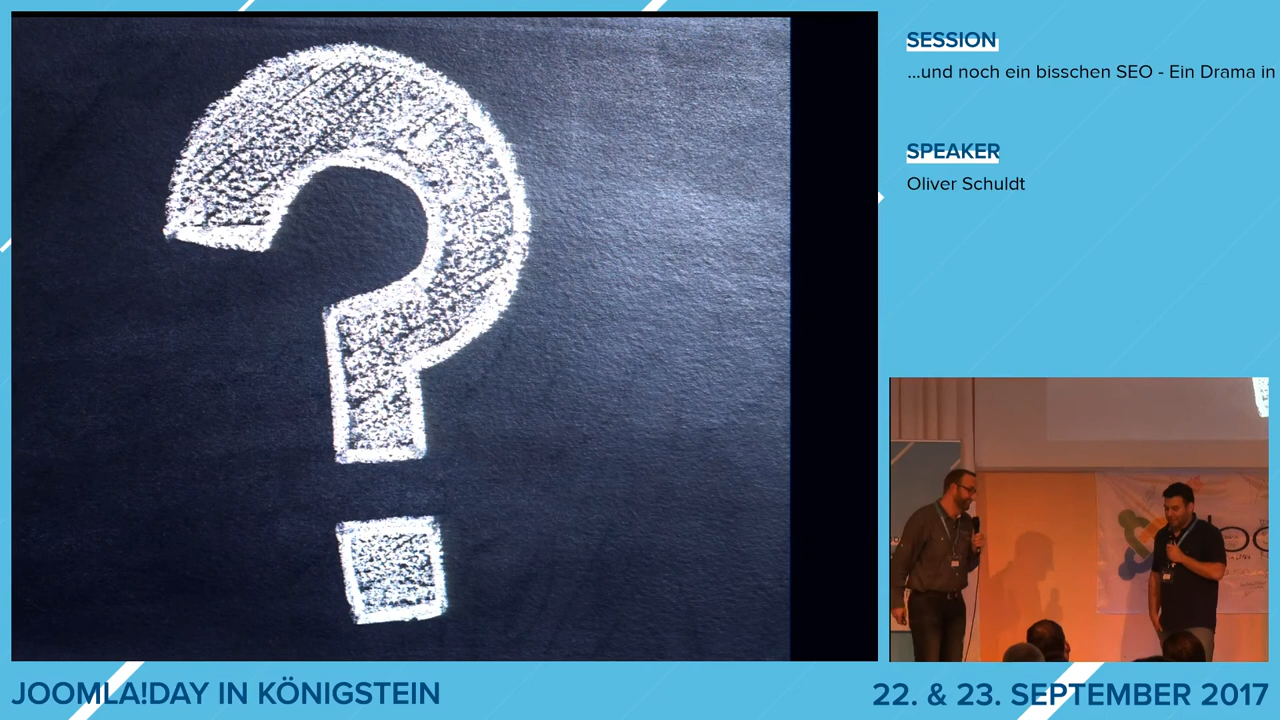 SESSION
...und noch ein bisschen SEO - Ein Drama in
SPEAKER
Oliver Schuldt
JOOMLA!DAY IN KÖNIGSTEIN
22. & 23. SEPTEMBER 2017